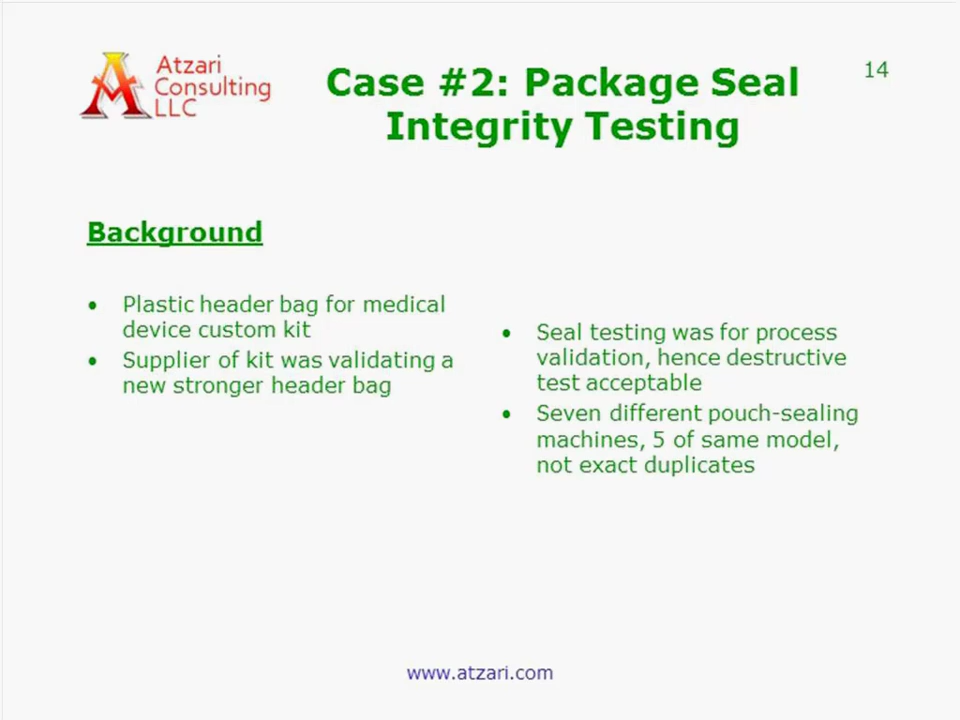 Atzari
Consulting
LLC
Case #2: Package Seal
Integrity Testing
14
Background
• Plastic header bag for medical
device custom kit
• Supplier of kit was validating a
new stronger header bag
• Seal testing was for process
validation, hence destructive
test acceptable
• Seven different pouch-sealing
machines, 5 of same model,
not exact duplicates
www.atzari.com